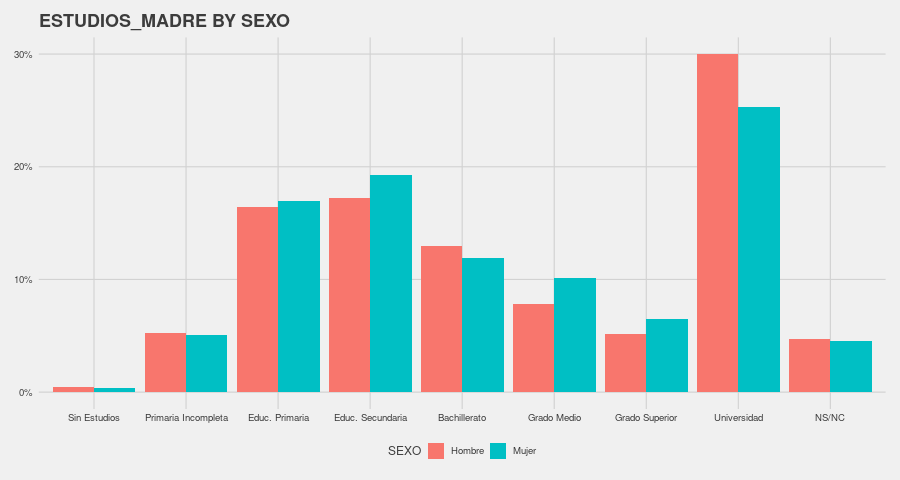 ESTUDIOS_MADRE BY SEXO
30%
20%
10%
0%
Sin Estudios Primaria Incompleta Educ. Primaria Educ. Secundaria Bachillerato Grado Medio Grado Superior Universidad NS/NC
SEXO Hombre Mujer